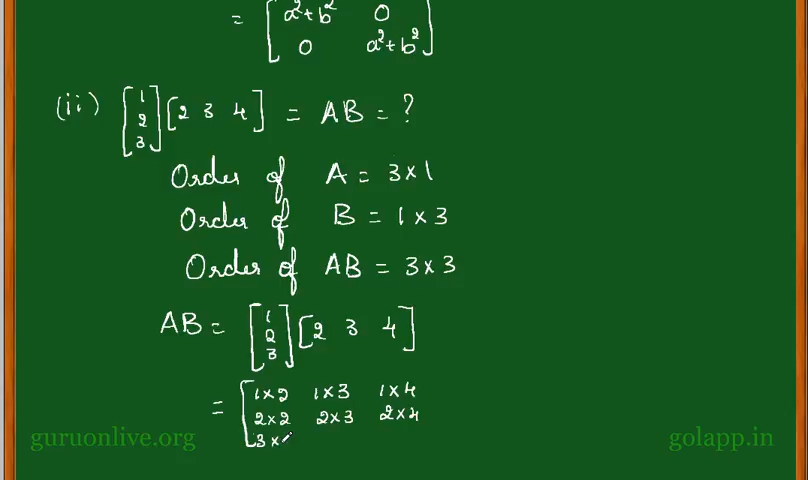 = [ a²+b² 0
0 a²+b² ]
(ii) [ 1 2 3 ] [ 2 3 4 ] = AB = ?
Order of A = 3×1
Order of B = 1×3
Order of AB = 3×3
AB = [ 1 2 3 ] [ 2 3 4 ]
= [ 1×2 1×3 1×4
2×2 2×3 2×4
3×
guruonlive.org
golapp.in